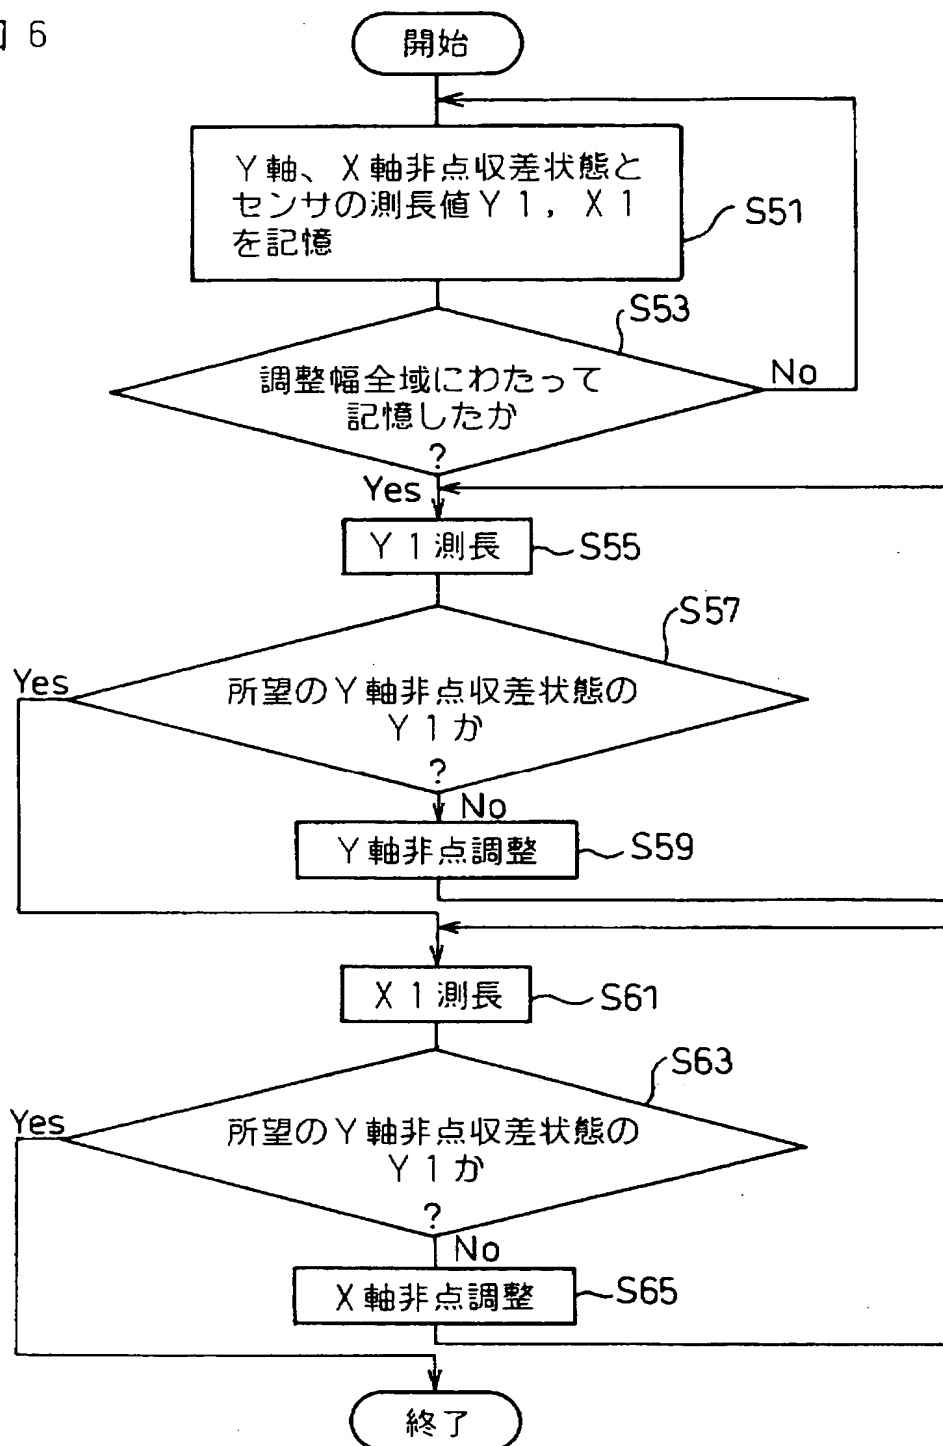 6
開始
Y軸、X軸非点収差状態と
センサの測長値Y1，X1
を記憶
S51
S53
調整幅全域にわたって
記憶したか
?
No
Yes
Y1測長
S55
S57
Yes
所望のY軸非点収差状態の
Y1か
?
No
Y軸非点調整
S59
X1測長
S61
S63
Yes
所望のY軸非点収差状態の
Y1か
?
No
X軸非点調整
S65
終了